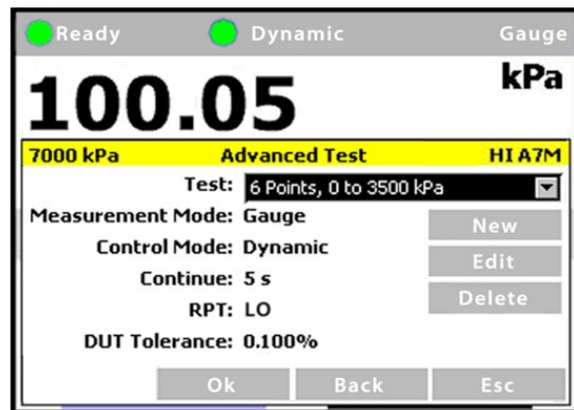 Ready Dynamic Gauge
kPa
100.05
7000 kPa Advanced Test HI A7M
Test: 6 Points, 0 to 3500 kPa
Measurement Mode: Gauge
New
Control Mode: Dynamic
Edit
Continue: 5 s
Delete
RPT: LO
DUT Tolerance: 0.100%
Ok Back Esc